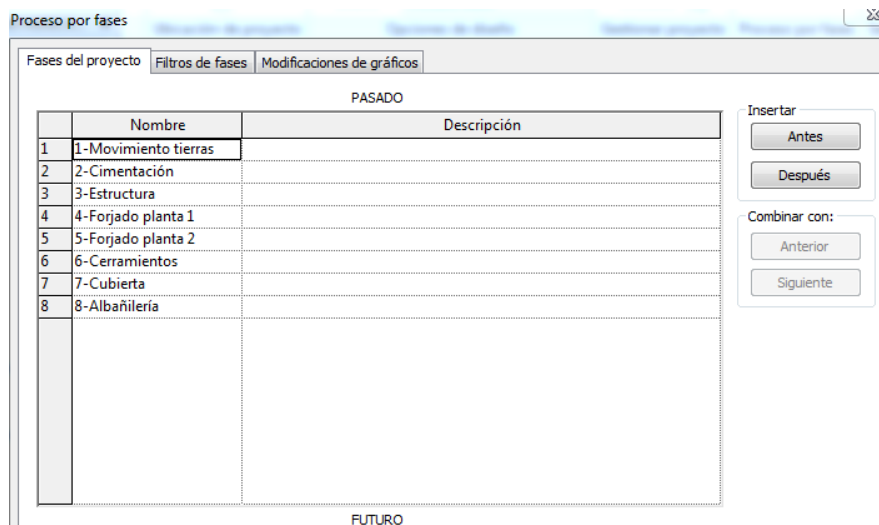 Proceso por fases
Fases del proyecto Filtros de fases Modificaciones de gráficos
PASADO
Nombre Descripción
1 1-Movimiento tierras
2 2-Cimentación
3 3-Estructura
4 4-Forjado planta 1
5 5-Forjado planta 2
6 6-Cerramientos
7 7-Cubierta
8 8-Albañilería
FUTURO
Insertar
Antes
Después
Combinar con:
Anterior
Siguiente